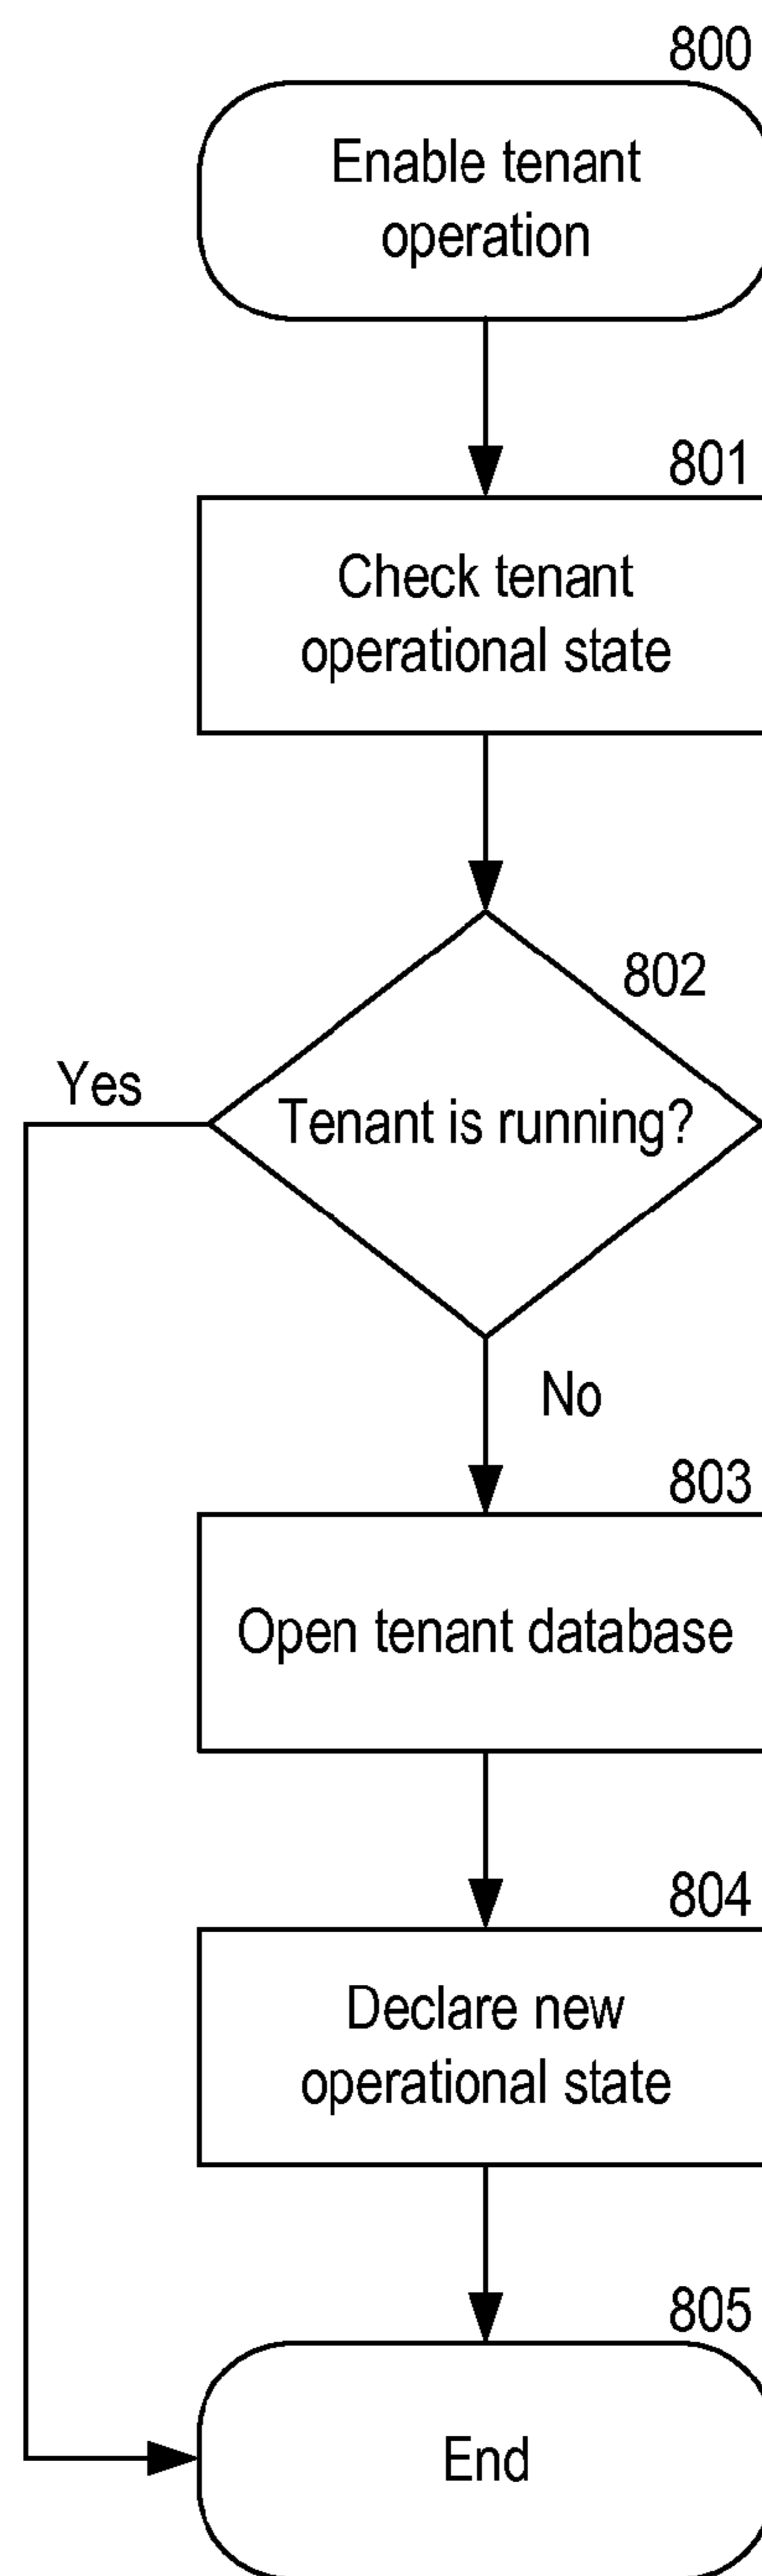 800
Enable tenant
operation
801
Check tenant
operational state
802
Yes
Tenant is running?
No
803
Open tenant database
804
Declare new
operational state
805
End